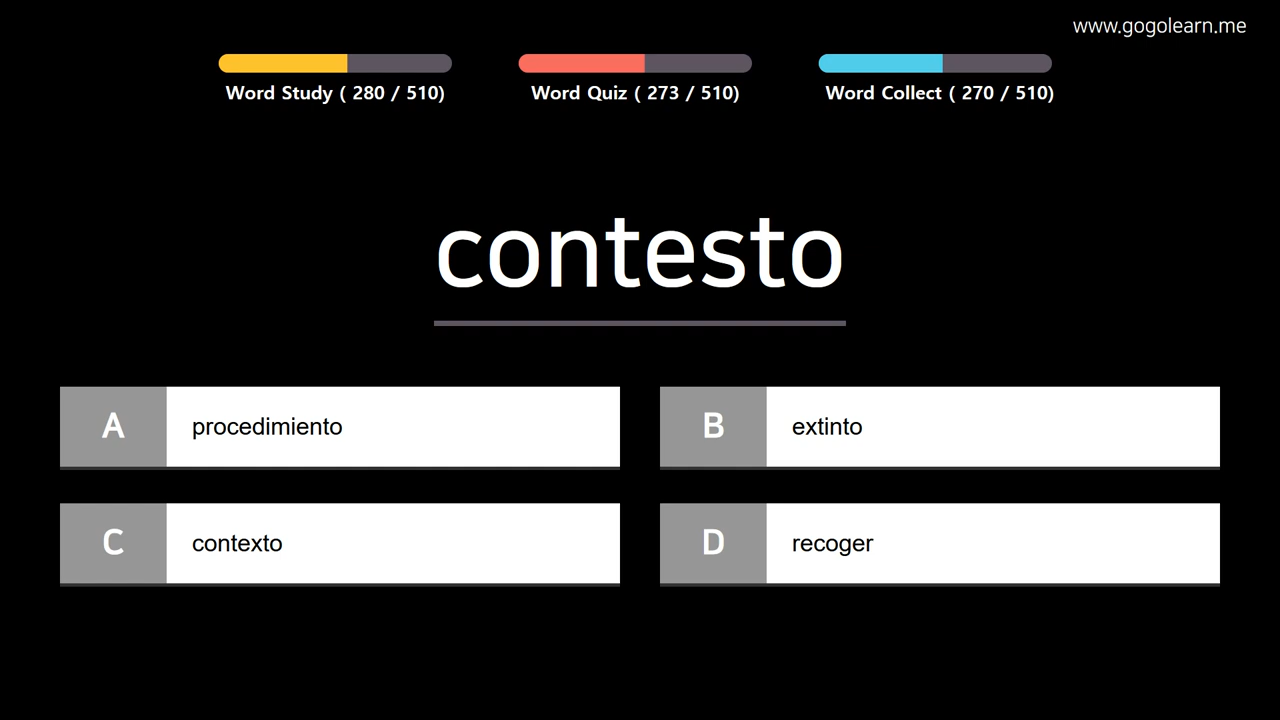 www.gogolearn.me
Word Study ( 280 / 510)
Word Quiz ( 273 / 510)
Word Collect ( 270 / 510)
contesto
A procedimiento
B extinto
C contexto
D recoger